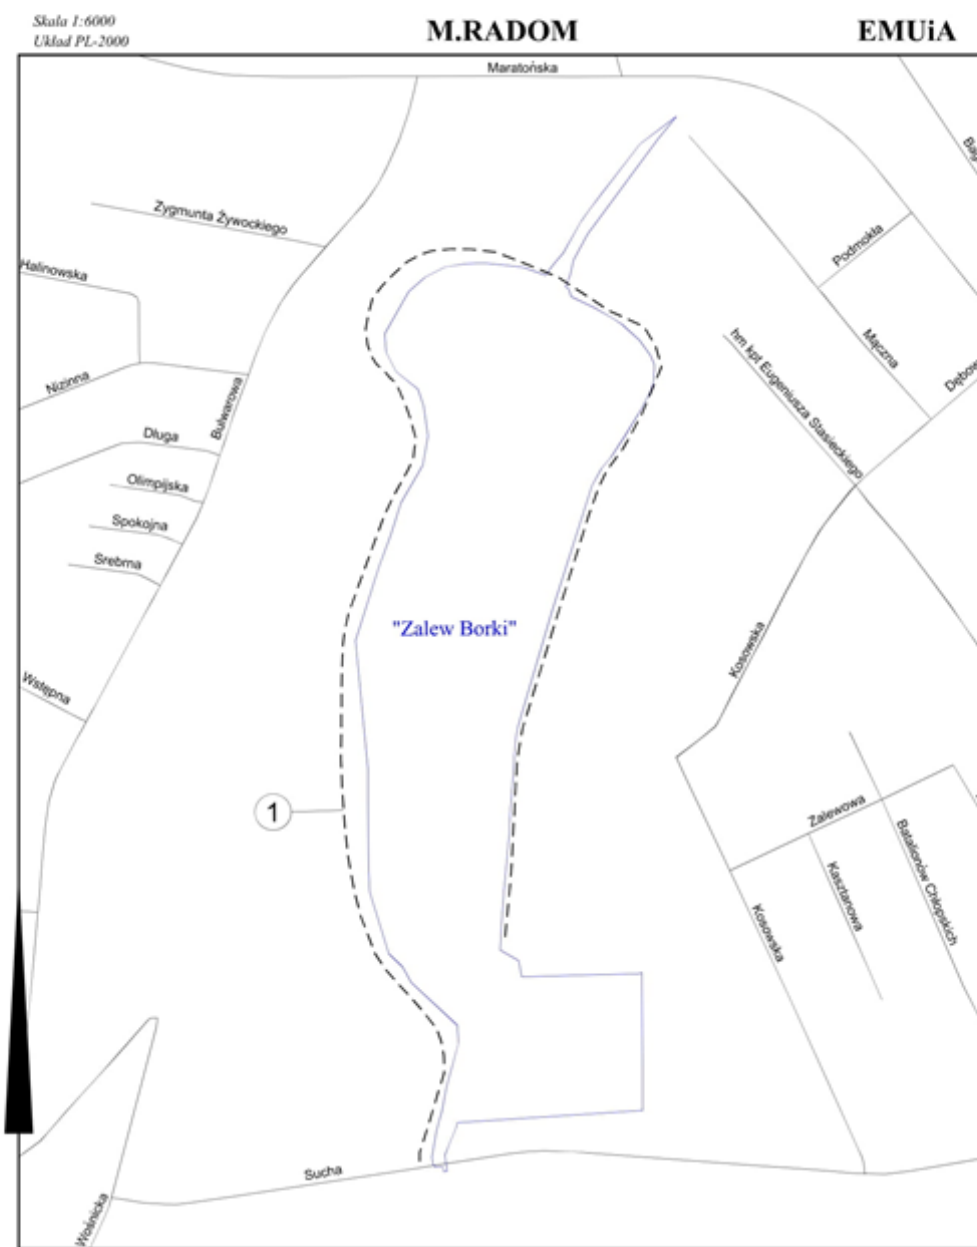 Skala 1:6000
Układ PL-2000
M.RADOM
EMUiA
Maratońska
Zygmunta Żywockiego
Halinowska
Podmokła
hm kpt Eugeniusza Stasieckiego
Mączna
Nizinna
Bulwarowa
Długa
Olimpijska
Spokojna
Srebrna
"Zalew Borki"
Kosowska
Wstępna
1
Zalewowa
Batalionów Chłopskich
Kasztanowa
Kosowska
Sucha
Wośnicka